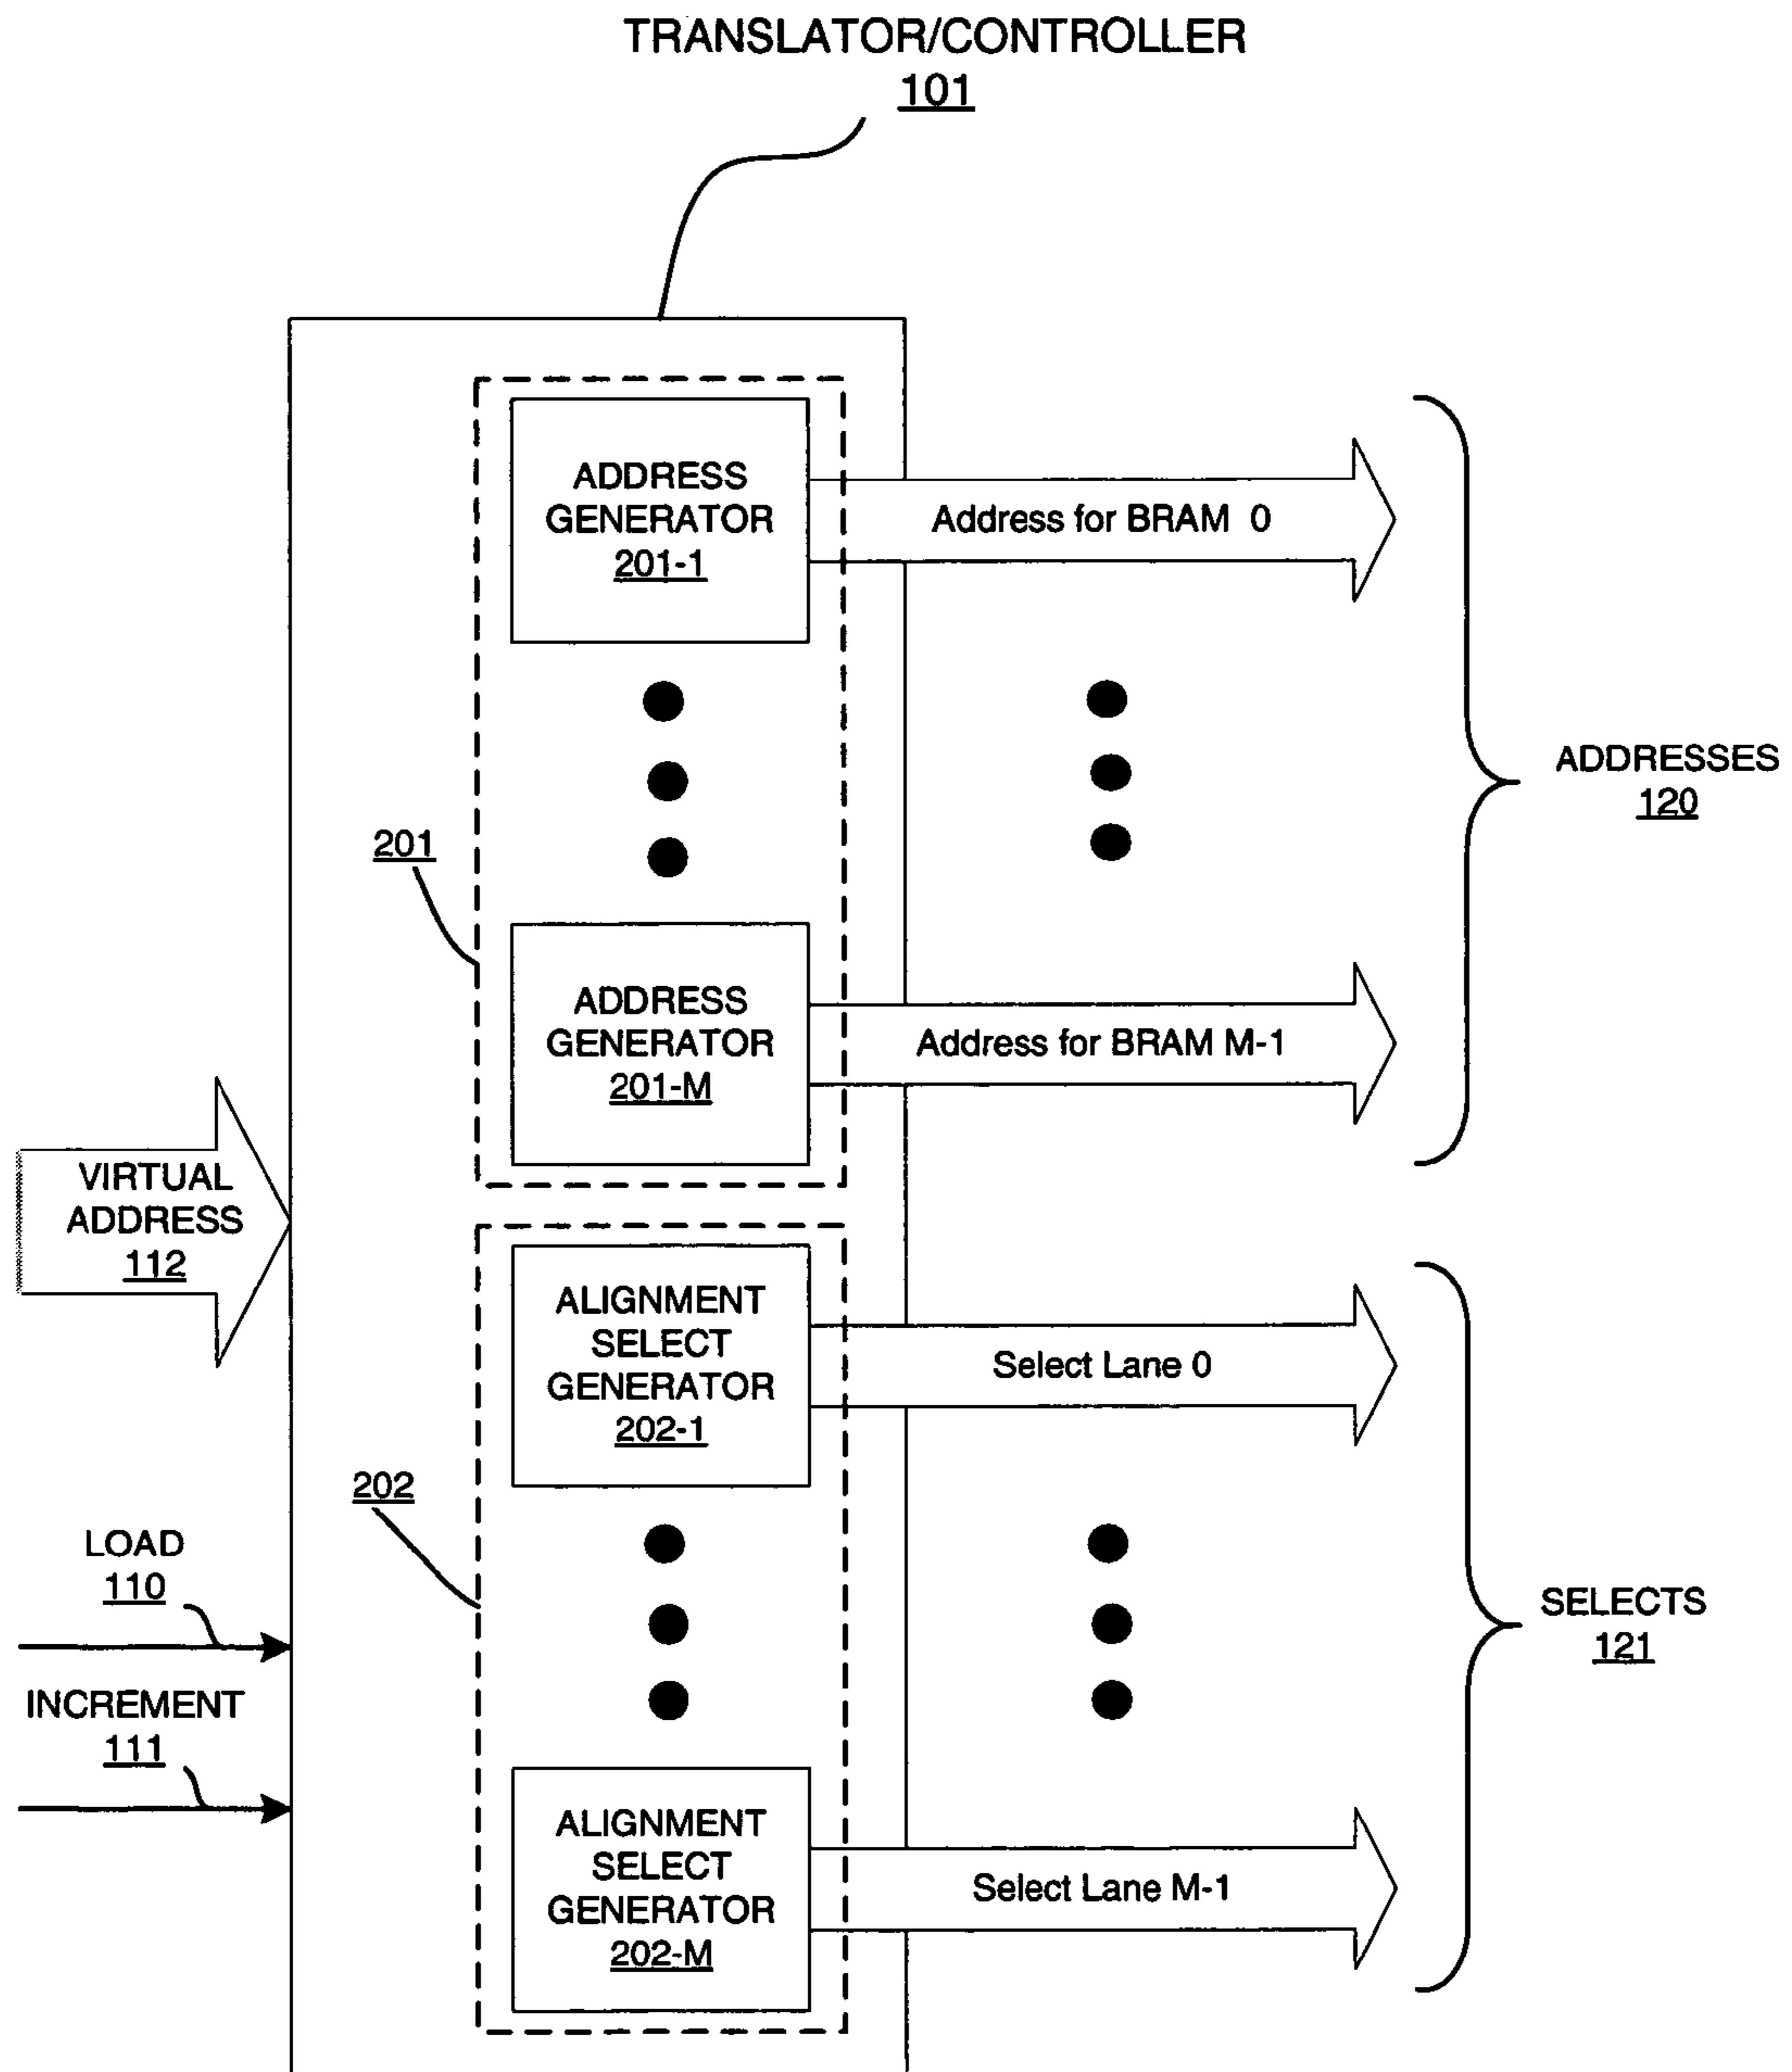 TRANSLATOR/CONTROLLER
101
ADDRESS
GENERATOR
201-1
Address for BRAM 0
ADDRESSES
120
201
ADDRESS
GENERATOR
201-M
Address for BRAM M-1
VIRTUAL
ADDRESS
112
ALIGNMENT
SELECT
GENERATOR
202-1
Select Lane 0
202
LOAD
110
SELECTS
121
INCREMENT
111
ALIGNMENT
SELECT
GENERATOR
202-M
Select Lane M-1